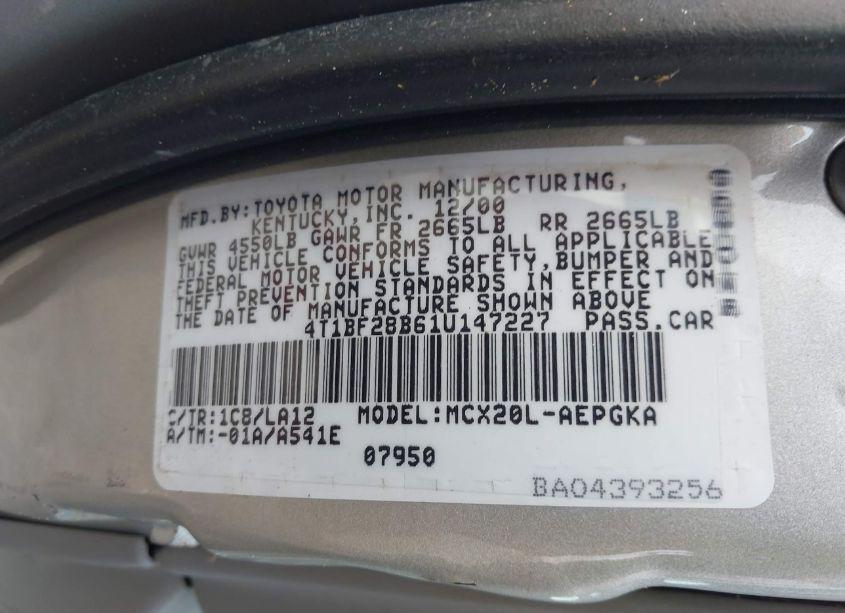 MFD.BY:TOYOTA MOTOR MANUFACTURING,
KENTUCKY,INC. 12/00
GVWR 4550LB GAWR FR 2665LB RR 2665LB
THIS VEHICLE CONFORMS TO ALL APPLICABLE
FEDERAL MOTOR VEHICLE SAFETY,BUMPER AND
THEFT PREVENTION STANDARDS IN EFFECT ON
THE DATE OF MANUFACTURE SHOWN ABOVE
4T1BF28B61U147227 PASS.CAR
C/TR:1C8/LA12 MODEL:MCX20L-AEPGKA
A/TM:-01A/A541E
07950
BA04393256